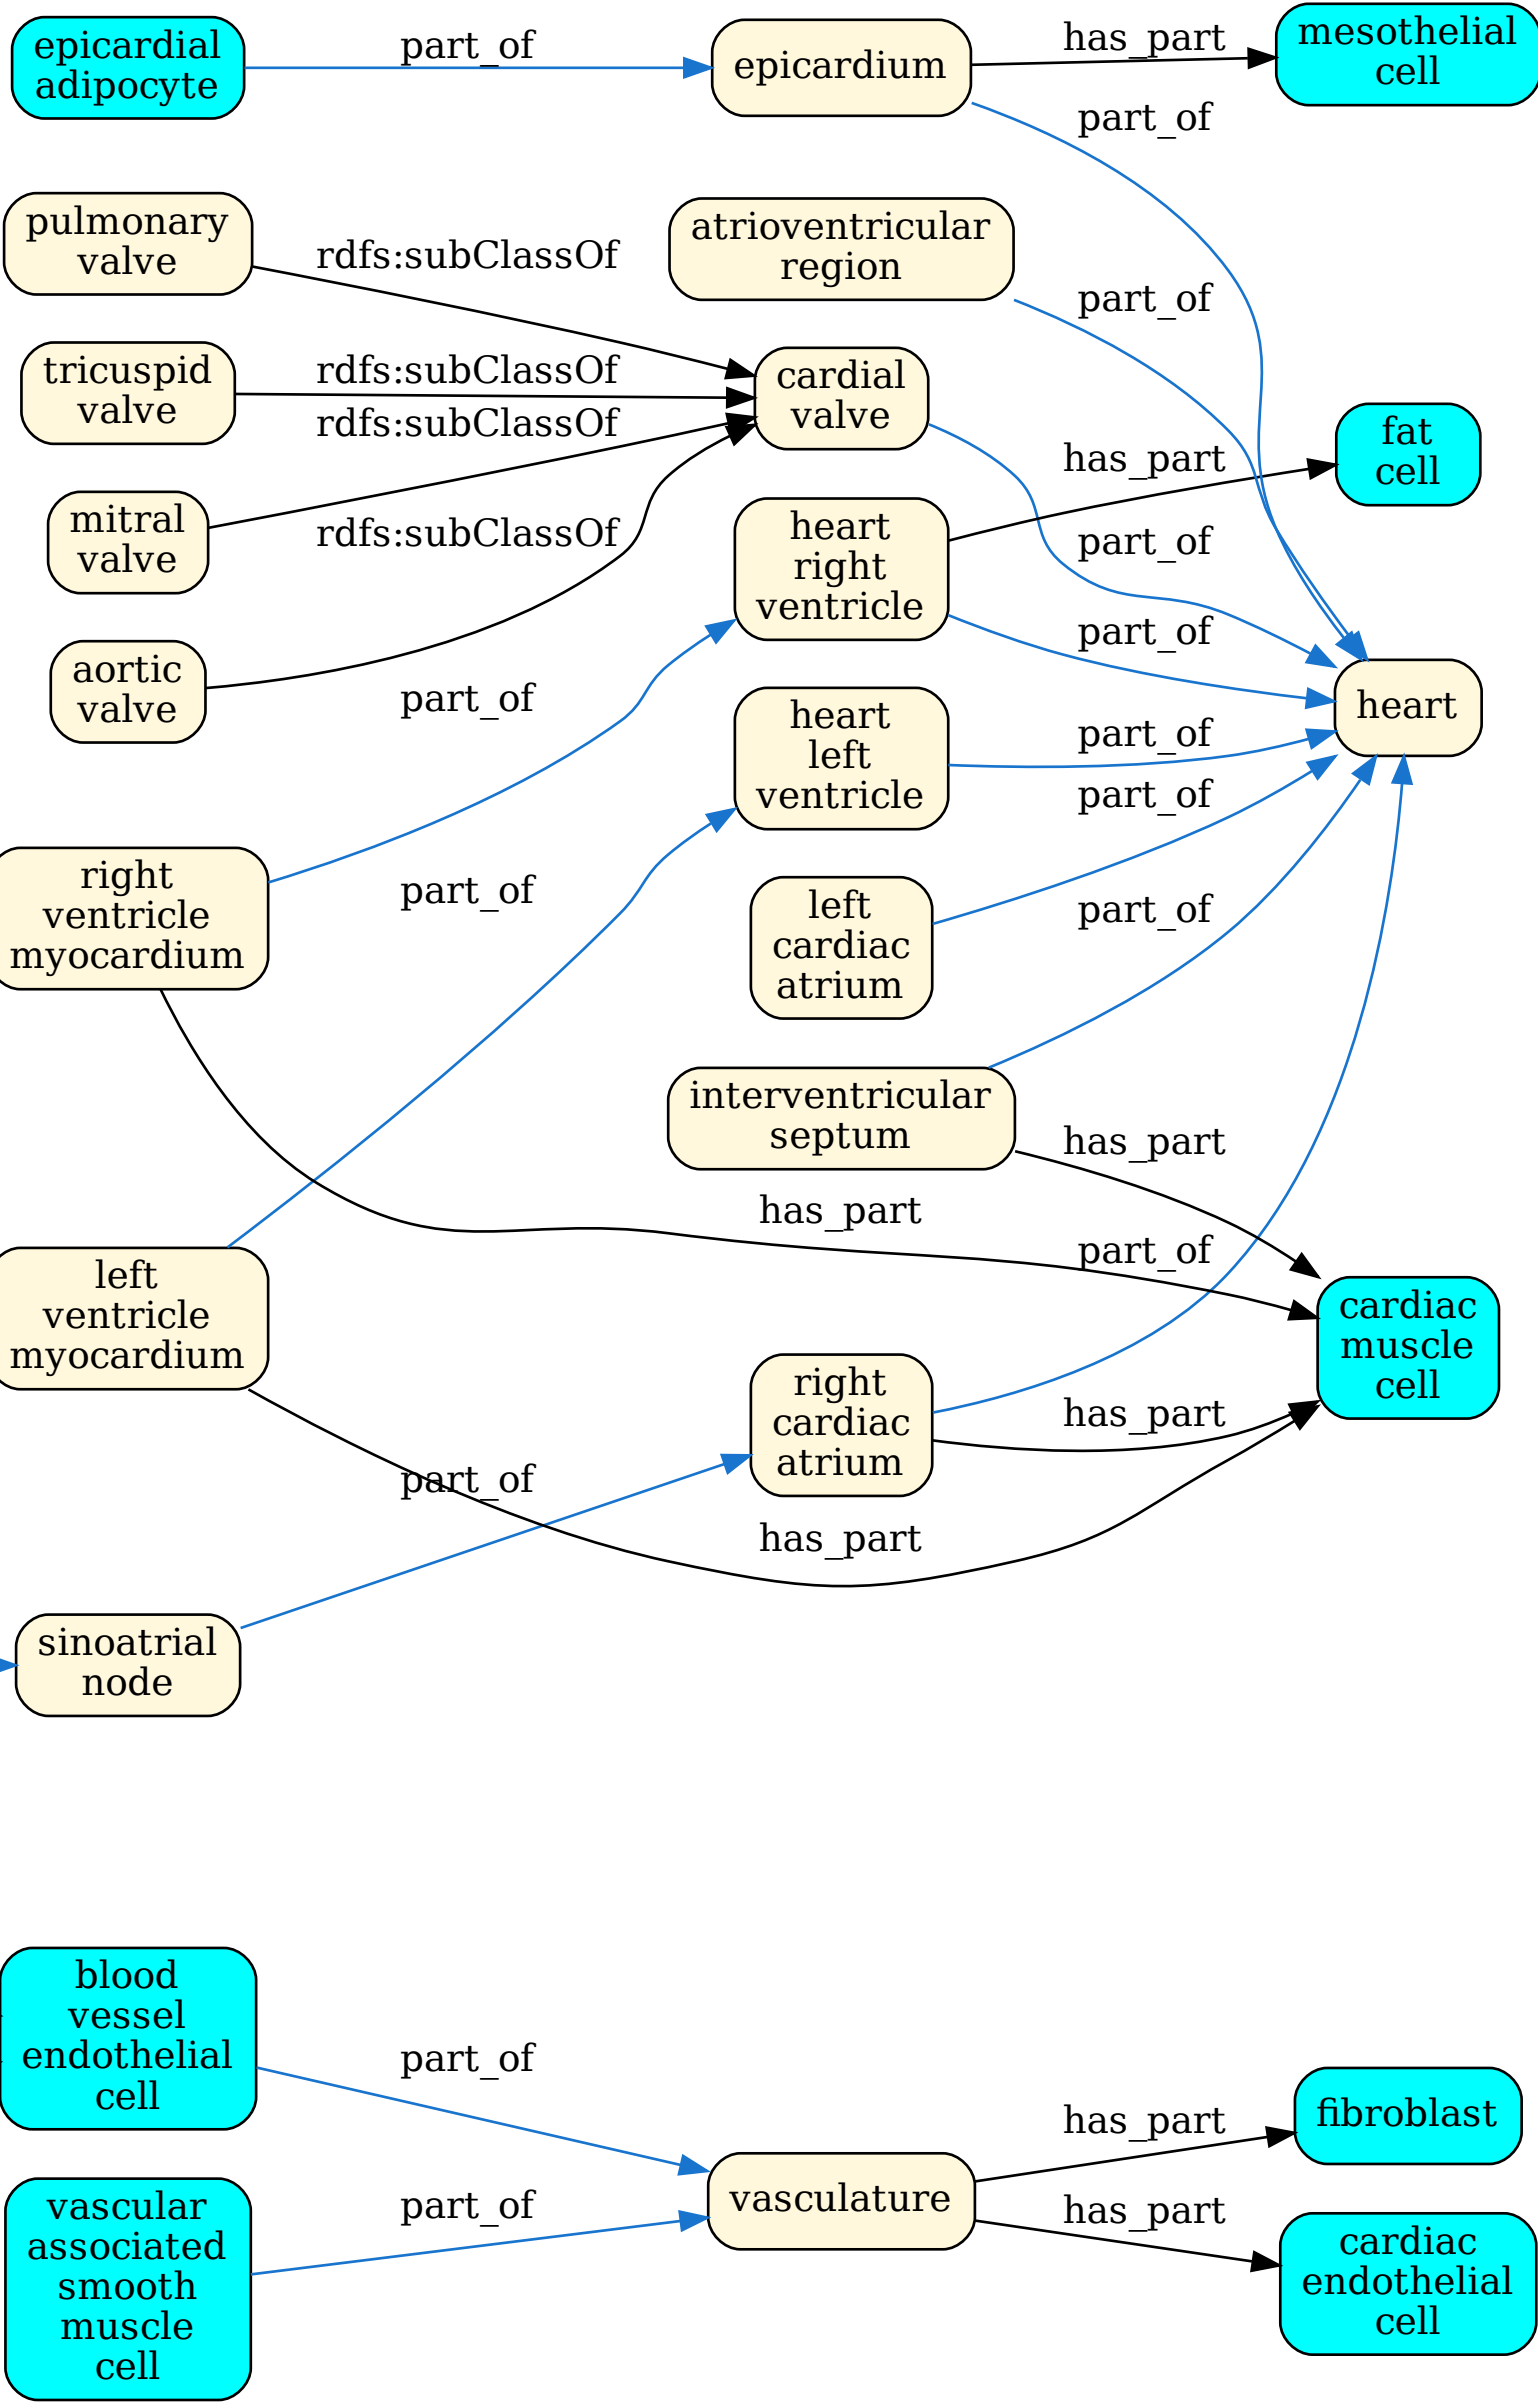 epicardial
adipocyte
part_of
epicardium
has_part
mesothelial
cell
part_of
pulmonary
valve
rdfs:subClassOf
atrioventricular
region
part_of
tricuspid
valve
rdfs:subClassOf
rdfs:subClassOf
cardial
valve
has_part
fat
cell
mitral
valve
rdfs:subClassOf
heart
right
ventricle
part_of
part_of
aortic
valve
part_of
heart
left
ventricle
part_of
heart
part_of
right
ventricle
myocardium
part_of
left
cardiac
atrium
part_of
interventricular
septum
has_part
has_part
part_of
left
ventricle
myocardium
cardiac
muscle
cell
right
cardiac
atrium
has_part
part_of
has_part
sinoatrial
node
blood
vessel
endothelial
cell
part_of
has_part
fibroblast
vascular
associated
smooth
muscle
cell
part_of
vasculature
has_part
cardiac
endothelial
cell